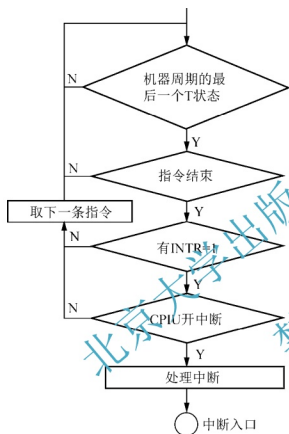 机器周期的最
后一个T状态
N
Y
指令结束
N
Y
取下一条指令
有INTR=1
N
Y
CPIU开中断
N
Y
处理中断
中断入口
北京大学出版